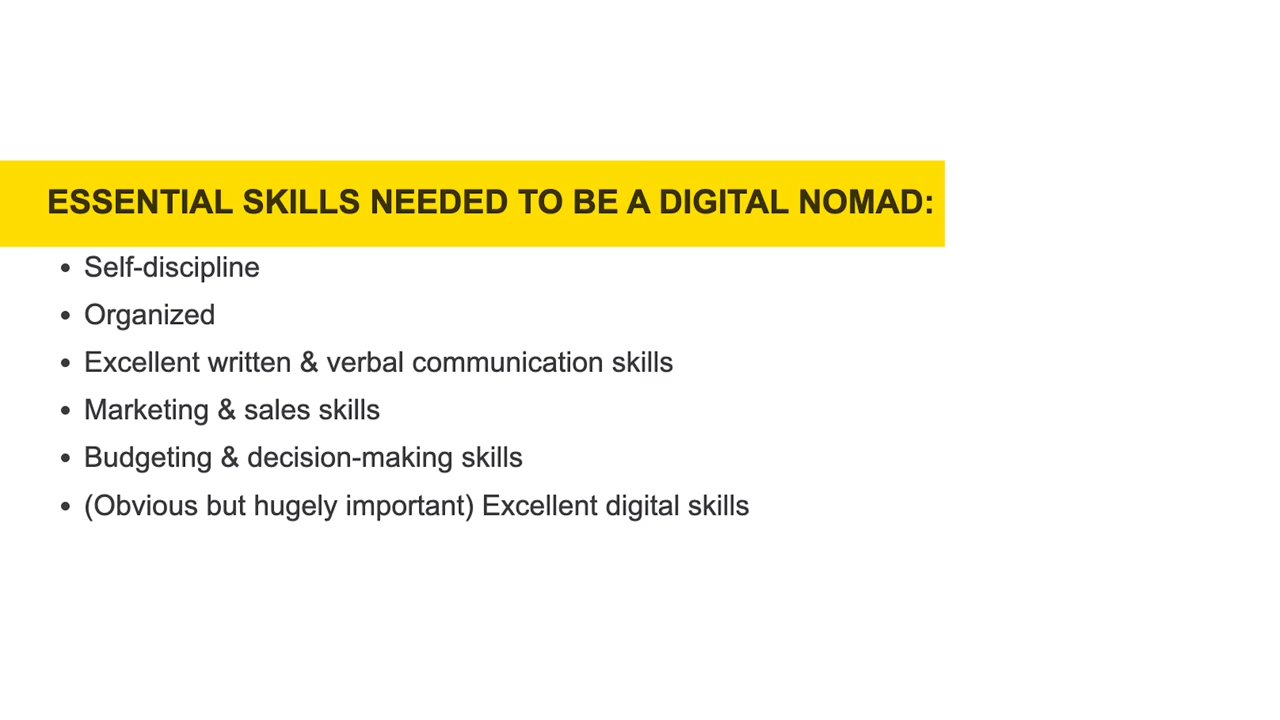 ESSENTIAL SKILLS NEEDED TO BE A DIGITAL NOMAD:
• Self-discipline
• Organized
• Excellent written & verbal communication skills
• Marketing & sales skills
• Budgeting & decision-making skills
• (Obvious but hugely important) Excellent digital skills